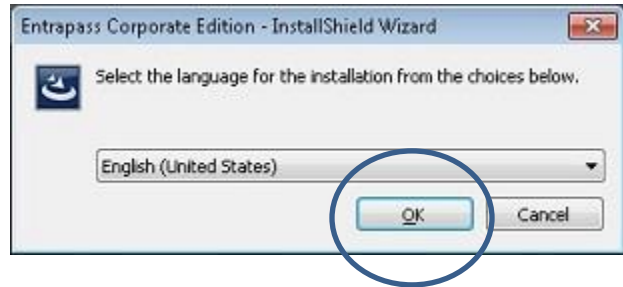 Entrapass Corporate Edition - InstallShield Wizard
Select the language for the installation from the choices below.
English (United States)
OK
Cancel